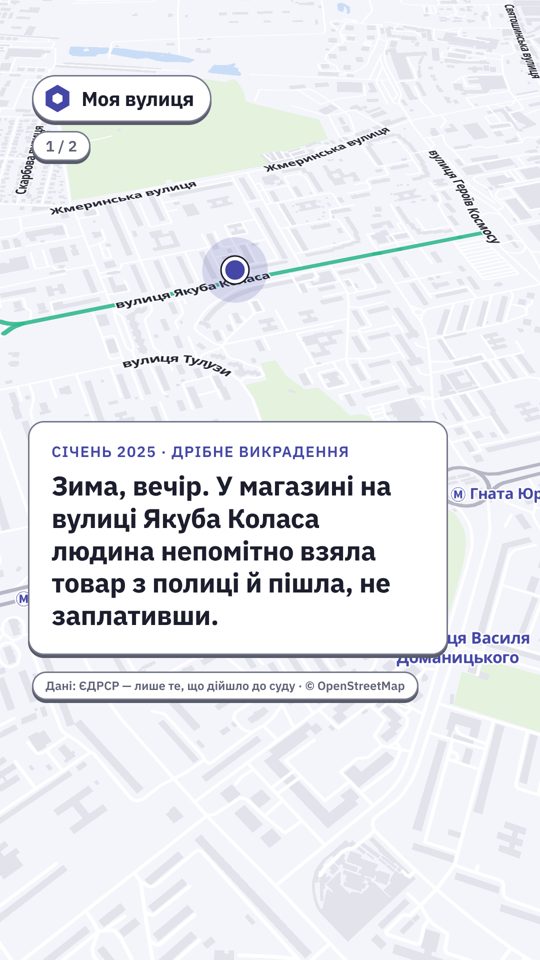 Святошинська вулиця
Моя вулиця
1 / 2
Скарбова вулиця
Жмеринська вулиця
Жмеринська вулиця
вулиця Героїв Космосу
вулиця Якуба Коласа
вулиця Тулузи
СІЧЕНЬ 2025 · ДРІБНЕ ВИКРАДЕННЯ
Зима, вечір. У магазині на
вулиці Якуба Коласа
людина непомітно взяла
товар з полиці й пішла, не
заплативши.
М Гната Юр
М
ця Василя
Доманицького
Дані: ЄДРСР — лише те, що дійшло до суду · © OpenStreetMap